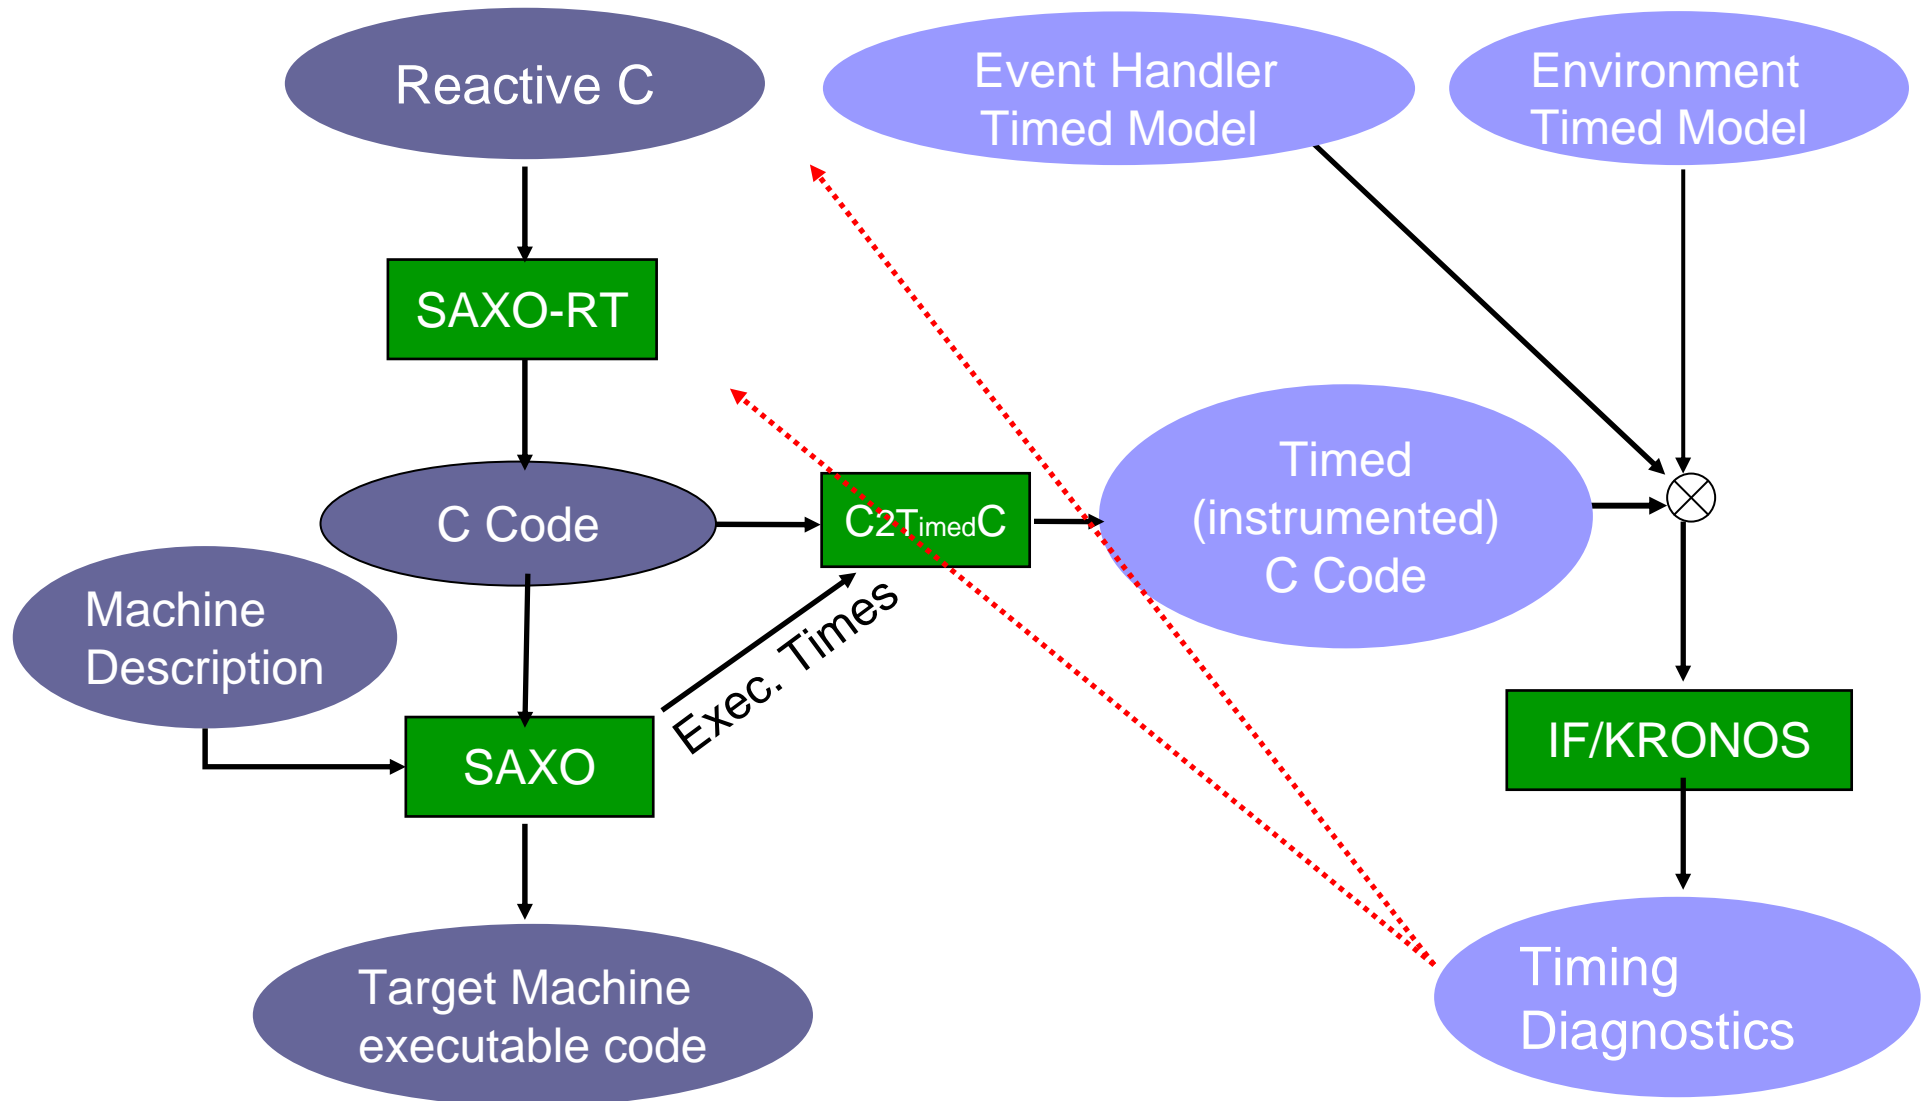 Reactive C
Event Handler
Timed Model
Environment
Timed Model
SAXO-RT
C Code
C2TimedC
Timed
(instrumented)
C Code
Machine
Description
Exec. Times
SAXO
IF/KRONOS
Target Machine
executable code
Timing
Diagnostics